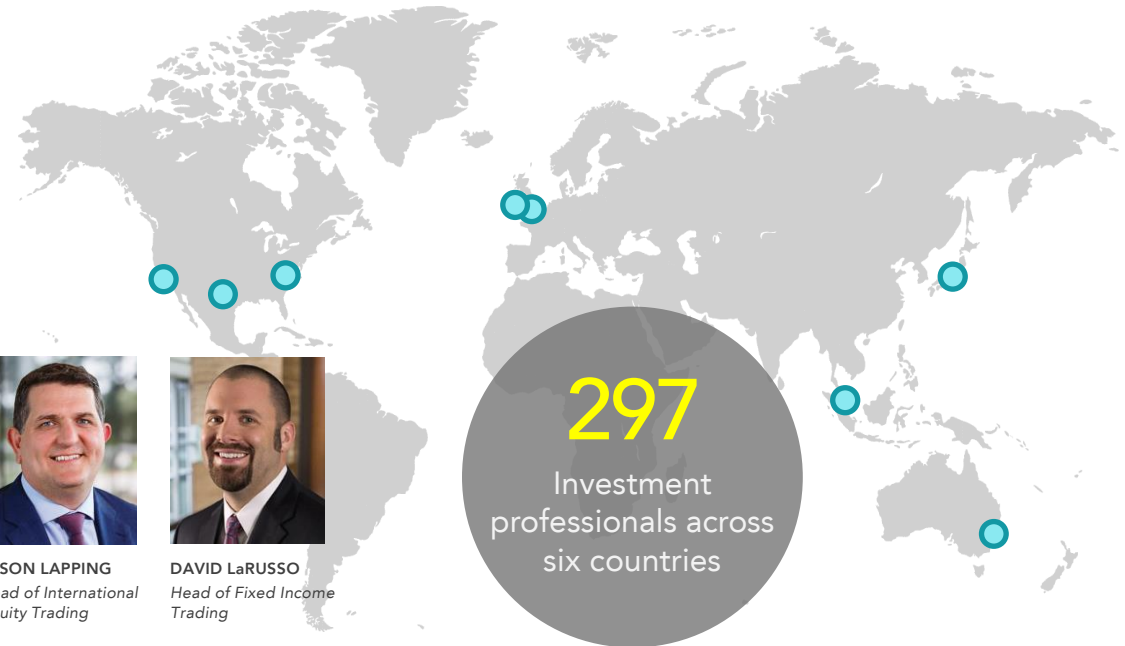 297
Investment
professionals across
six countries
SON LAPPING
ad of International
uity Trading
DAVID LaRUSSO
Head of Fixed Income
Trading